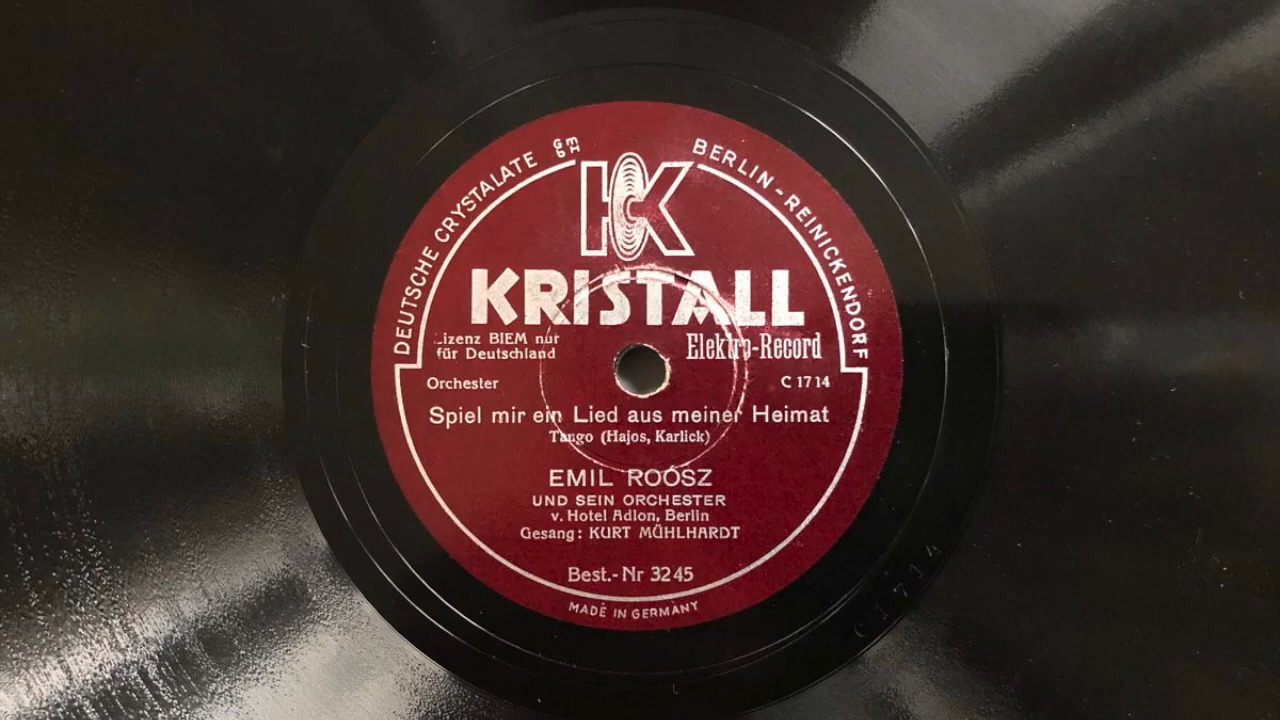 DEUTSCHE CRYSTALATE GmbH
BERLIN-REINICKENDORF
KRISTALL
Lizenz BIEM nur
für Deutschland
Elektro-Record
Orchester
C 1714
Spiel mir ein Lied aus meiner Heimat
Tango (Hajos, Karlick)
EMIL ROÓSZ
UND SEIN ORCHESTER
v. Hotel Adlon, Berlin
Gesang: KURT MÜHLHARDT
Best.-Nr 3245
MADE IN GERMANY